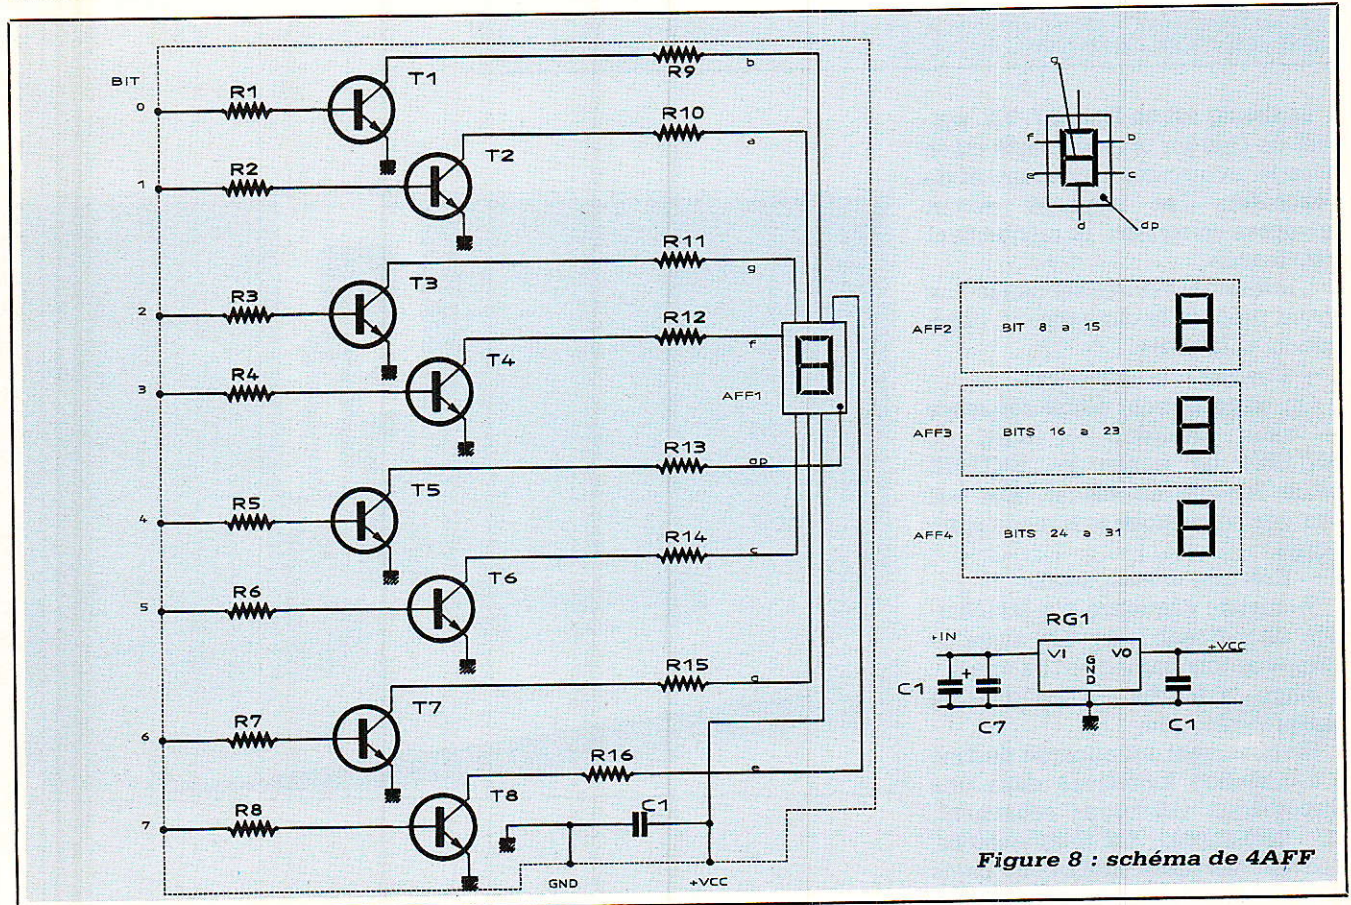 BIT
0
R1
T1
R9
b
1
R2
T2
R10
a
2
R3
T3
R11
g
3
R4
T4
R12
f
AFF1
4
R5
T5
R13
dp
5
R6
T6
R14
c
6
R7
T7
R15
d
7
R8
T8
R16
e
C1
GND
+VCC
g
f
b
e
c
d
dp
AFF2
BIT 8 a 15
AFF3
BITS 16 a 23
AFF4
BITS 24 a 31
RG1
+IN
VI
GND
VO
+VCC
C1
+
C7
C1
Figure 8 : schéma de 4AFF